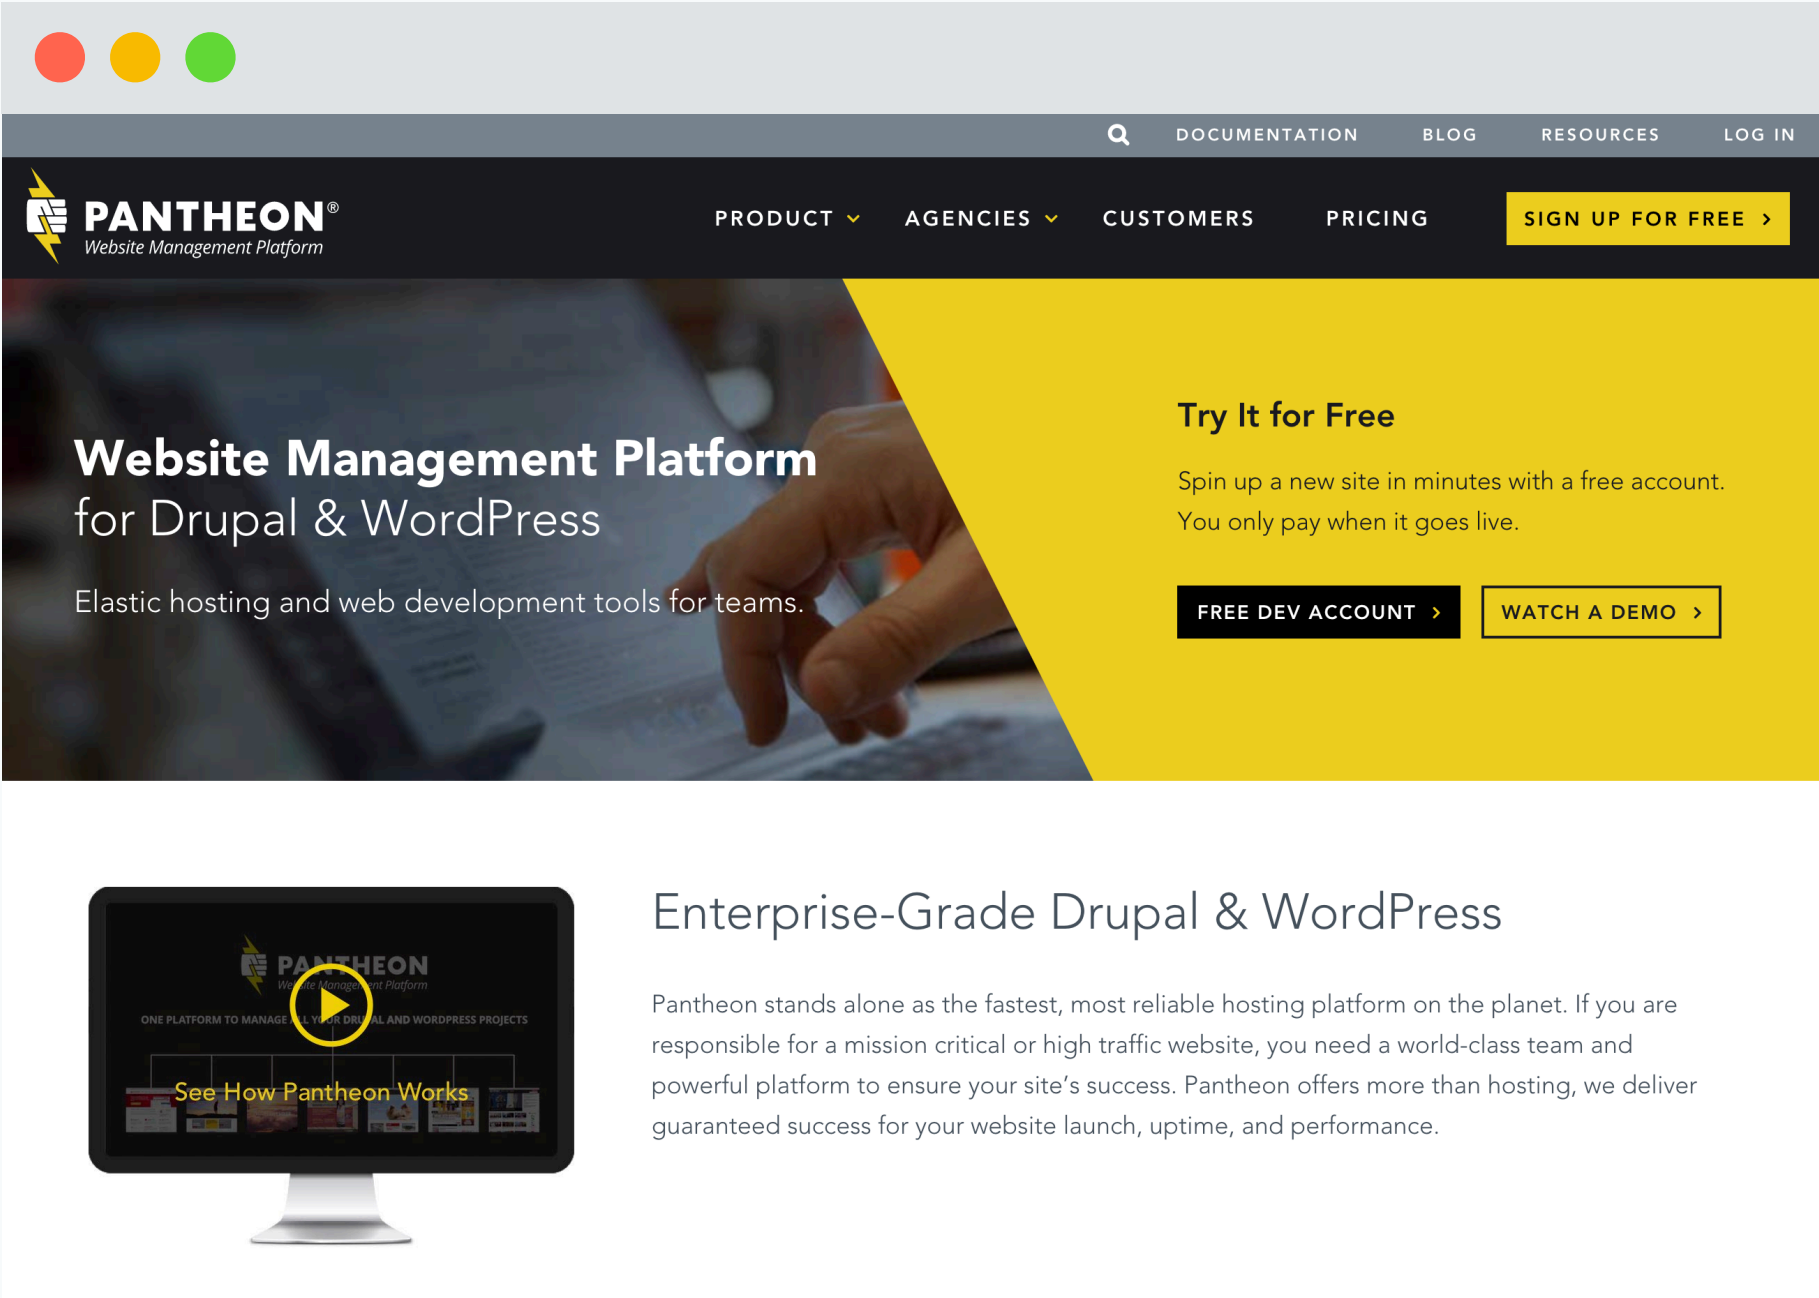 DOCUMENTATION
BLOG
RESOURCES
LOG IN
PANTHEON®
Website Management Platform
PRODUCT
AGENCIES
CUSTOMERS
PRICING
SIGN UP FOR FREE
Website Management Platform
for Drupal & WordPress
Elastic hosting and web development tools for teams.
Try It for Free
Spin up a new site in minutes with a free account.
You only pay when it goes live.
FREE DEV ACCOUNT
WATCH A DEMO
PANTHEON
Website Management Platform
ONE PLATFORM TO MANAGE ALL YOUR DRUPAL AND WORDPRESS PROJECTS
See How Pantheon Works
Enterprise-Grade Drupal & WordPress
Pantheon stands alone as the fastest, most reliable hosting platform on the planet. If you are
responsible for a mission critical or high traffic website, you need a world-class team and
powerful platform to ensure your site’s success. Pantheon offers more than hosting, we deliver
guaranteed success for your website launch, uptime, and performance.